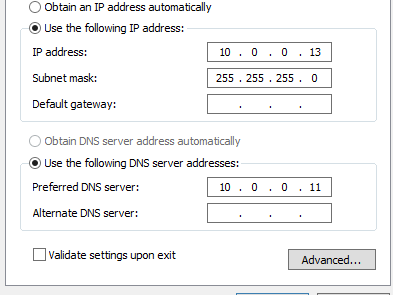 Obtain an IP address automatically
Use the following IP address:
IP address: 10 . 0 . 0 . 13
Subnet mask: 255 . 255 . 255 . 0
Default gateway: . . .
Obtain DNS server address automatically
Use the following DNS server addresses:
Preferred DNS server: 10 . 0 . 0 . 11
Alternate DNS server: . . .
Validate settings upon exit
Advanced...